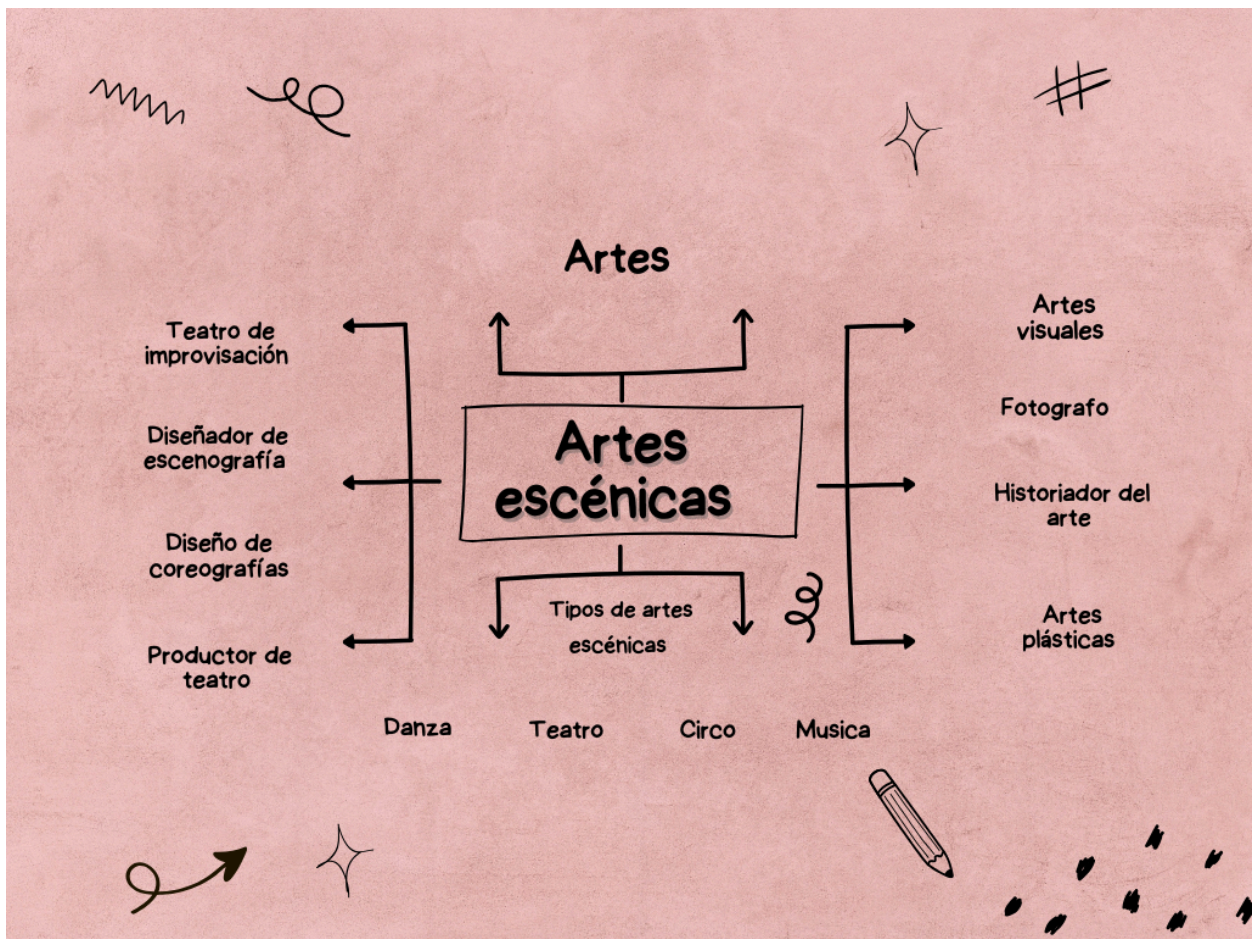 Artes
Teatro de
improvisación
Diseñador de
escenografía
Diseño de
coreografías
Productor de
teatro
Artes
escénicas
Artes
visuales
Fotografo
Historiador del
arte
Artes
plásticas
Tipos de artes
escénicas
Danza
Teatro
Circo
Musica